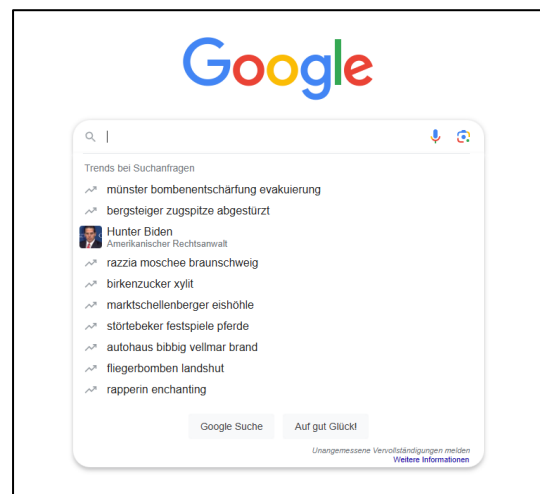 Google
Trends bei Suchanfragen
münster bombenentschärfung evakuierung
bergsteiger zugspitze abgestürzt
Hunter Biden
Amerikanischer Rechtsanwalt
razzia moschee braunschweig
birkenzucker xylit
marktschellenberger eishöhle
störtebeker festspiele pferde
autohaus bibbig vellmar brand
fliegerbomben landshut
rapperin enchanting
Google Suche Auf gut Glück!
Unangemessene Vervollständigungen melden
Weitere Informationen